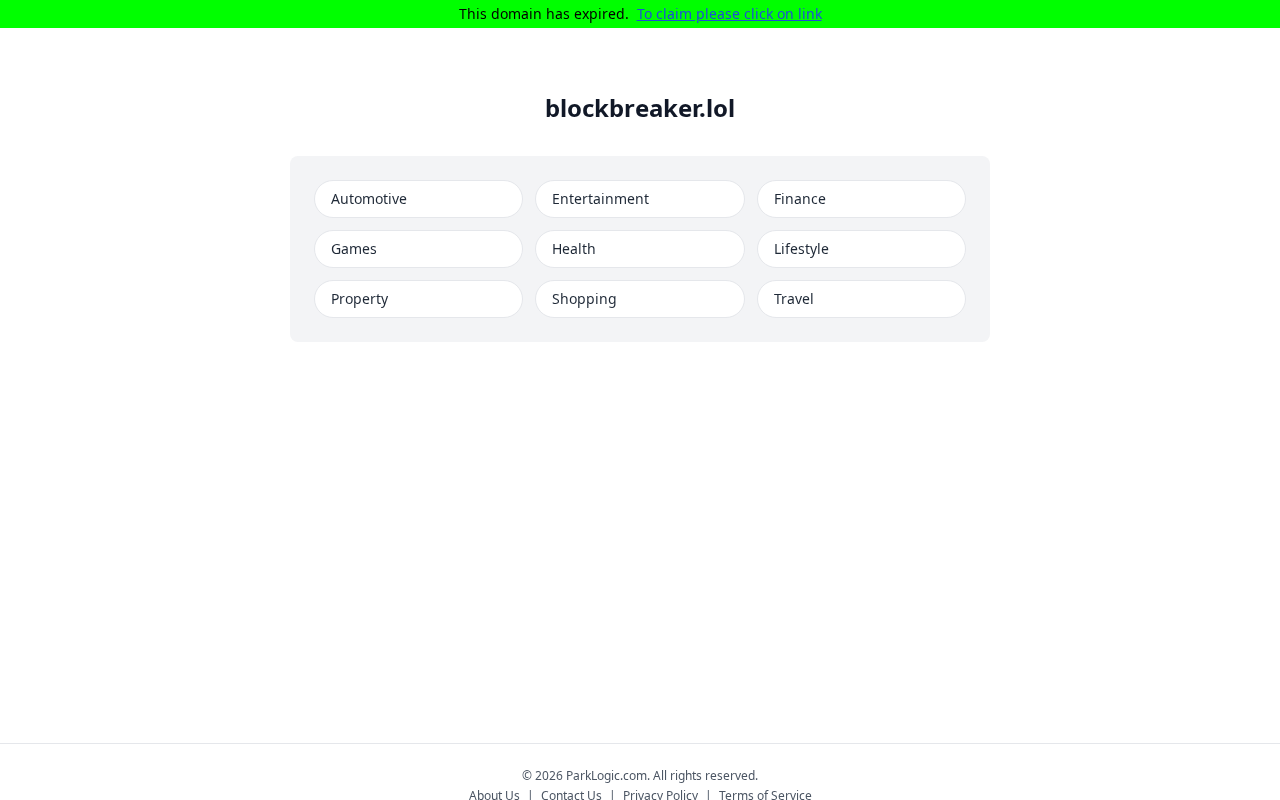 This domain has expired. To claim please click on link
blockbreaker.lol
Automotive Entertainment Finance
Games Health Lifestyle
Property Shopping Travel
© 2026 ParkLogic.com. All rights reserved.
About Us | Contact Us | Privacy Policy | Terms of Service